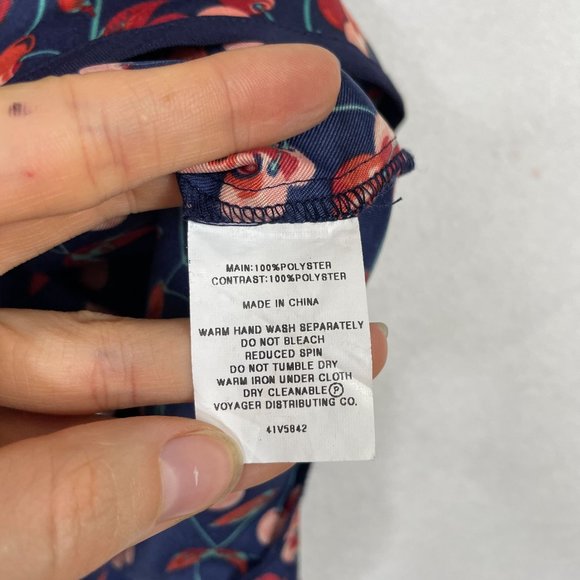 MAIN:100%POLYSTER
CONTRAST:100%POLYSTER
MADE IN CHINA
WARM HAND WASH SEPARATELY
DO NOT BLEACH
REDUCED SPIN
DO NOT TUMBLE DRY
WARM IRON UNDER CLOTH
DRY CLEANABLE Ⓟ
VOYAGER DISTRIBUTING CO.
41V5842